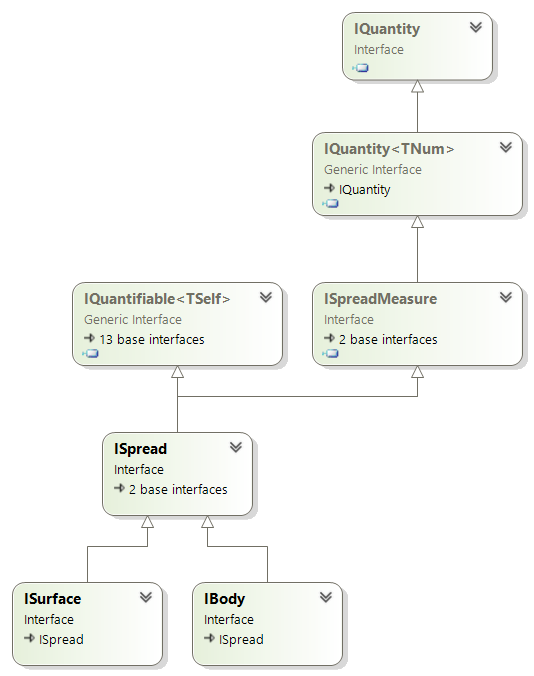 IQuantity
Interface
IQuantity<TNum>
Generic Interface
IQuantity
IQuantifiable<TSelf>
Generic Interface
13 base interfaces
ISpreadMeasure
Interface
2 base interfaces
ISpread
Interface
2 base interfaces
ISurface
Interface
ISpread
IBody
Interface
ISpread